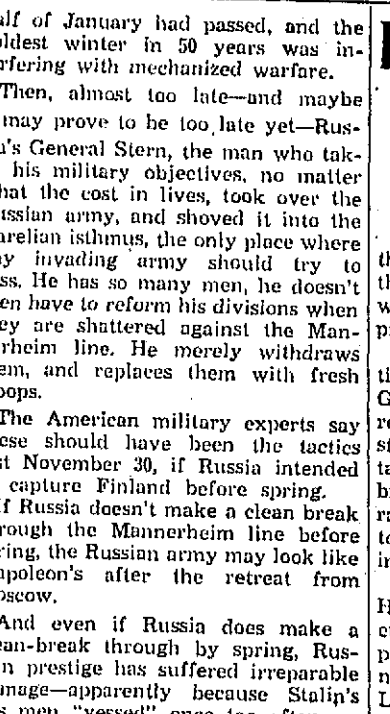 alf of January had passed, and the
oldest winter in 50 years was in-
rfering with mechanized warfare.
Then, almost too late—and maybe
may prove to be too late yet—Rus-
a's General Stern, the man who tak-
his military objectives, no matter
hat the cost in lives, took over the
ussian army, and shoved it into the
arelian isthmus, the only place where
ny invading army should try to
ss. He has so many men, he doesn't
en have to reform his divisions when
ey are shattered against the Man-
rheim line. He merely withdraws
em, and replaces them with fresh
oops.
The American military experts say
ese should have been the tactics
st November 30, if Russia intended
capture Finland before spring.
If Russia doesn't make a clean break
rough the Mannerheim line before
ring, the Russian army may look like
apoleon's after the retreat from
oscow.
And even if Russia does make a
ean-break through by spring, Rus-
n prestige has suffered irreparable
mage—apparently because Stalin's
s men "yessed" once too